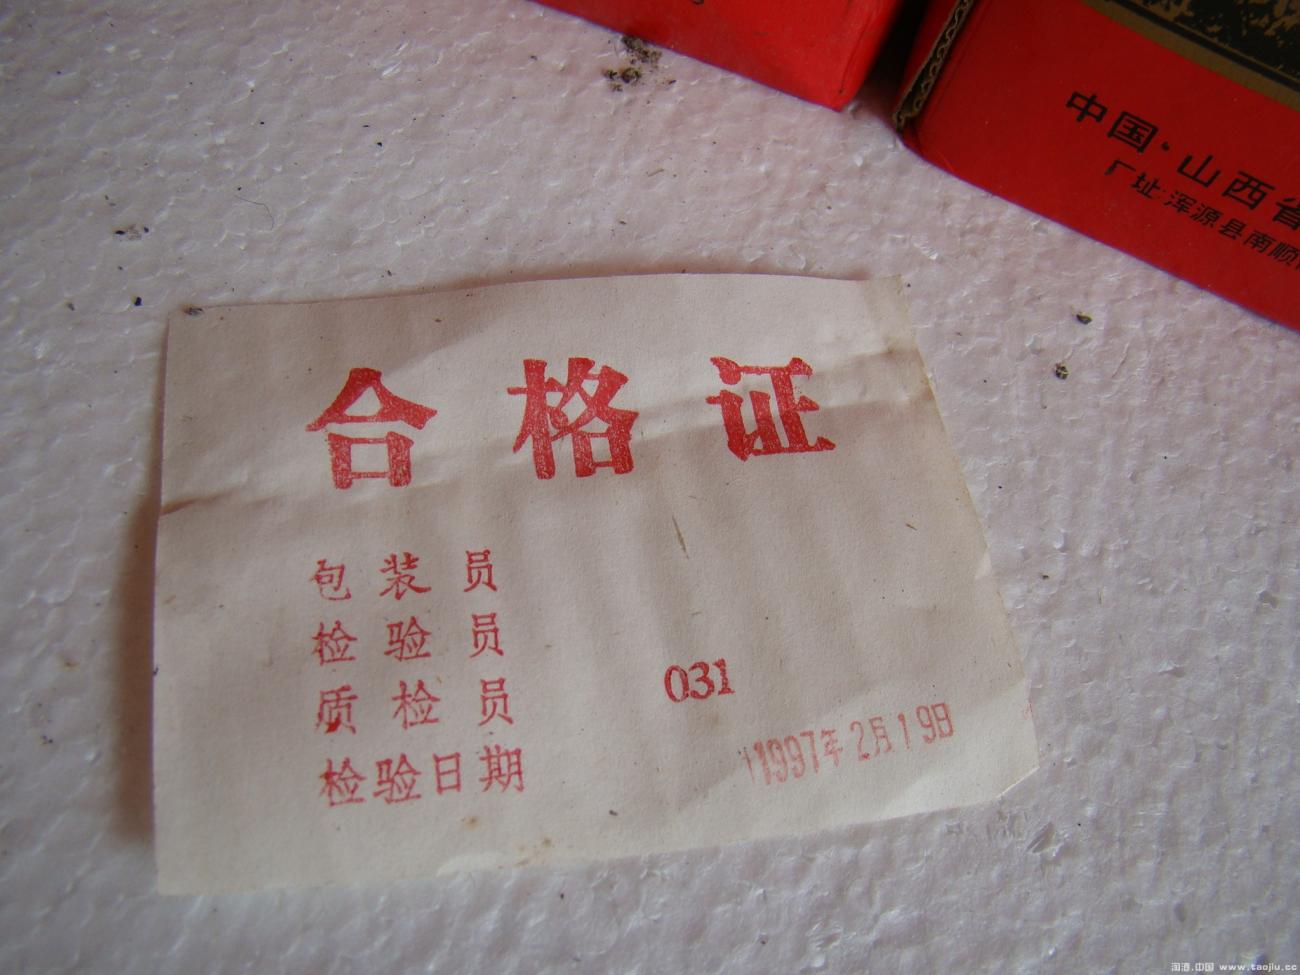 中国·山西省
厂址:浑源县南顺
合格证
包装员
检验员
质检员 031
检验日期 1997年2月19日
淘酒.中国 www.taojiu.cc